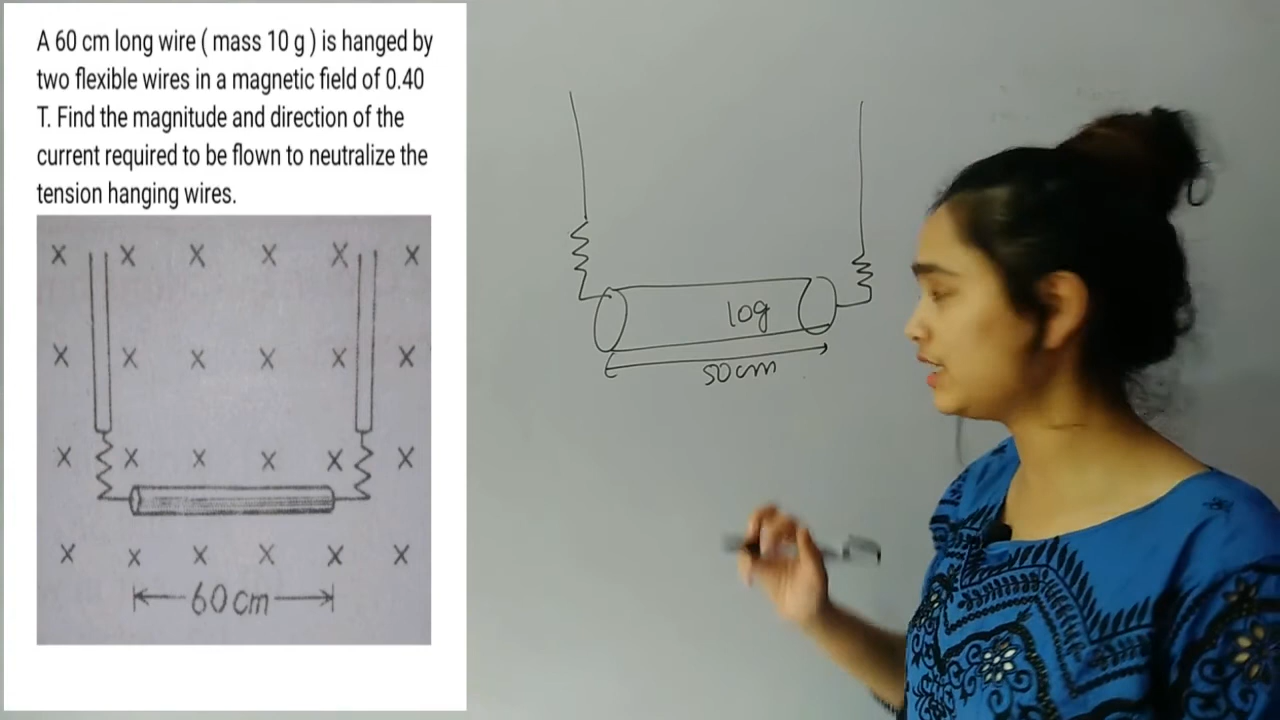 A 60 cm long wire ( mass 10 g ) is hanged by
two flexible wires in a magnetic field of 0.40
T. Find the magnitude and direction of the
current required to be flown to neutralize the
tension hanging wires.
x x x x x x
x x x x x x
x x x x x x
x x x x x x
60 cm
10g
50cm